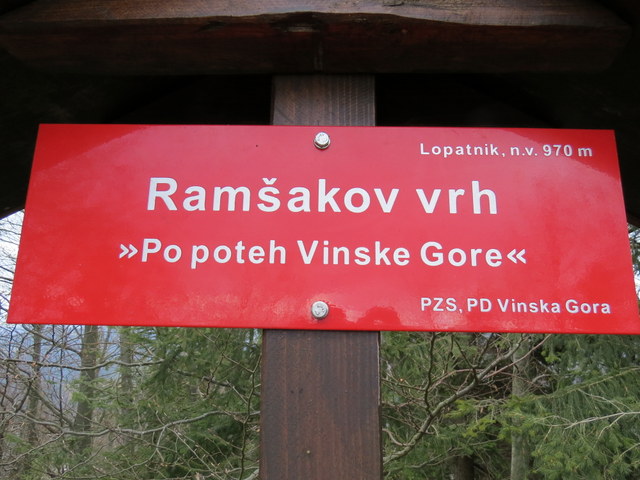 Lopatnik, n.v. 970 m
Ramšakov vrh
»Po poteh Vinske Gore«
PZS, PD Vinska Gora